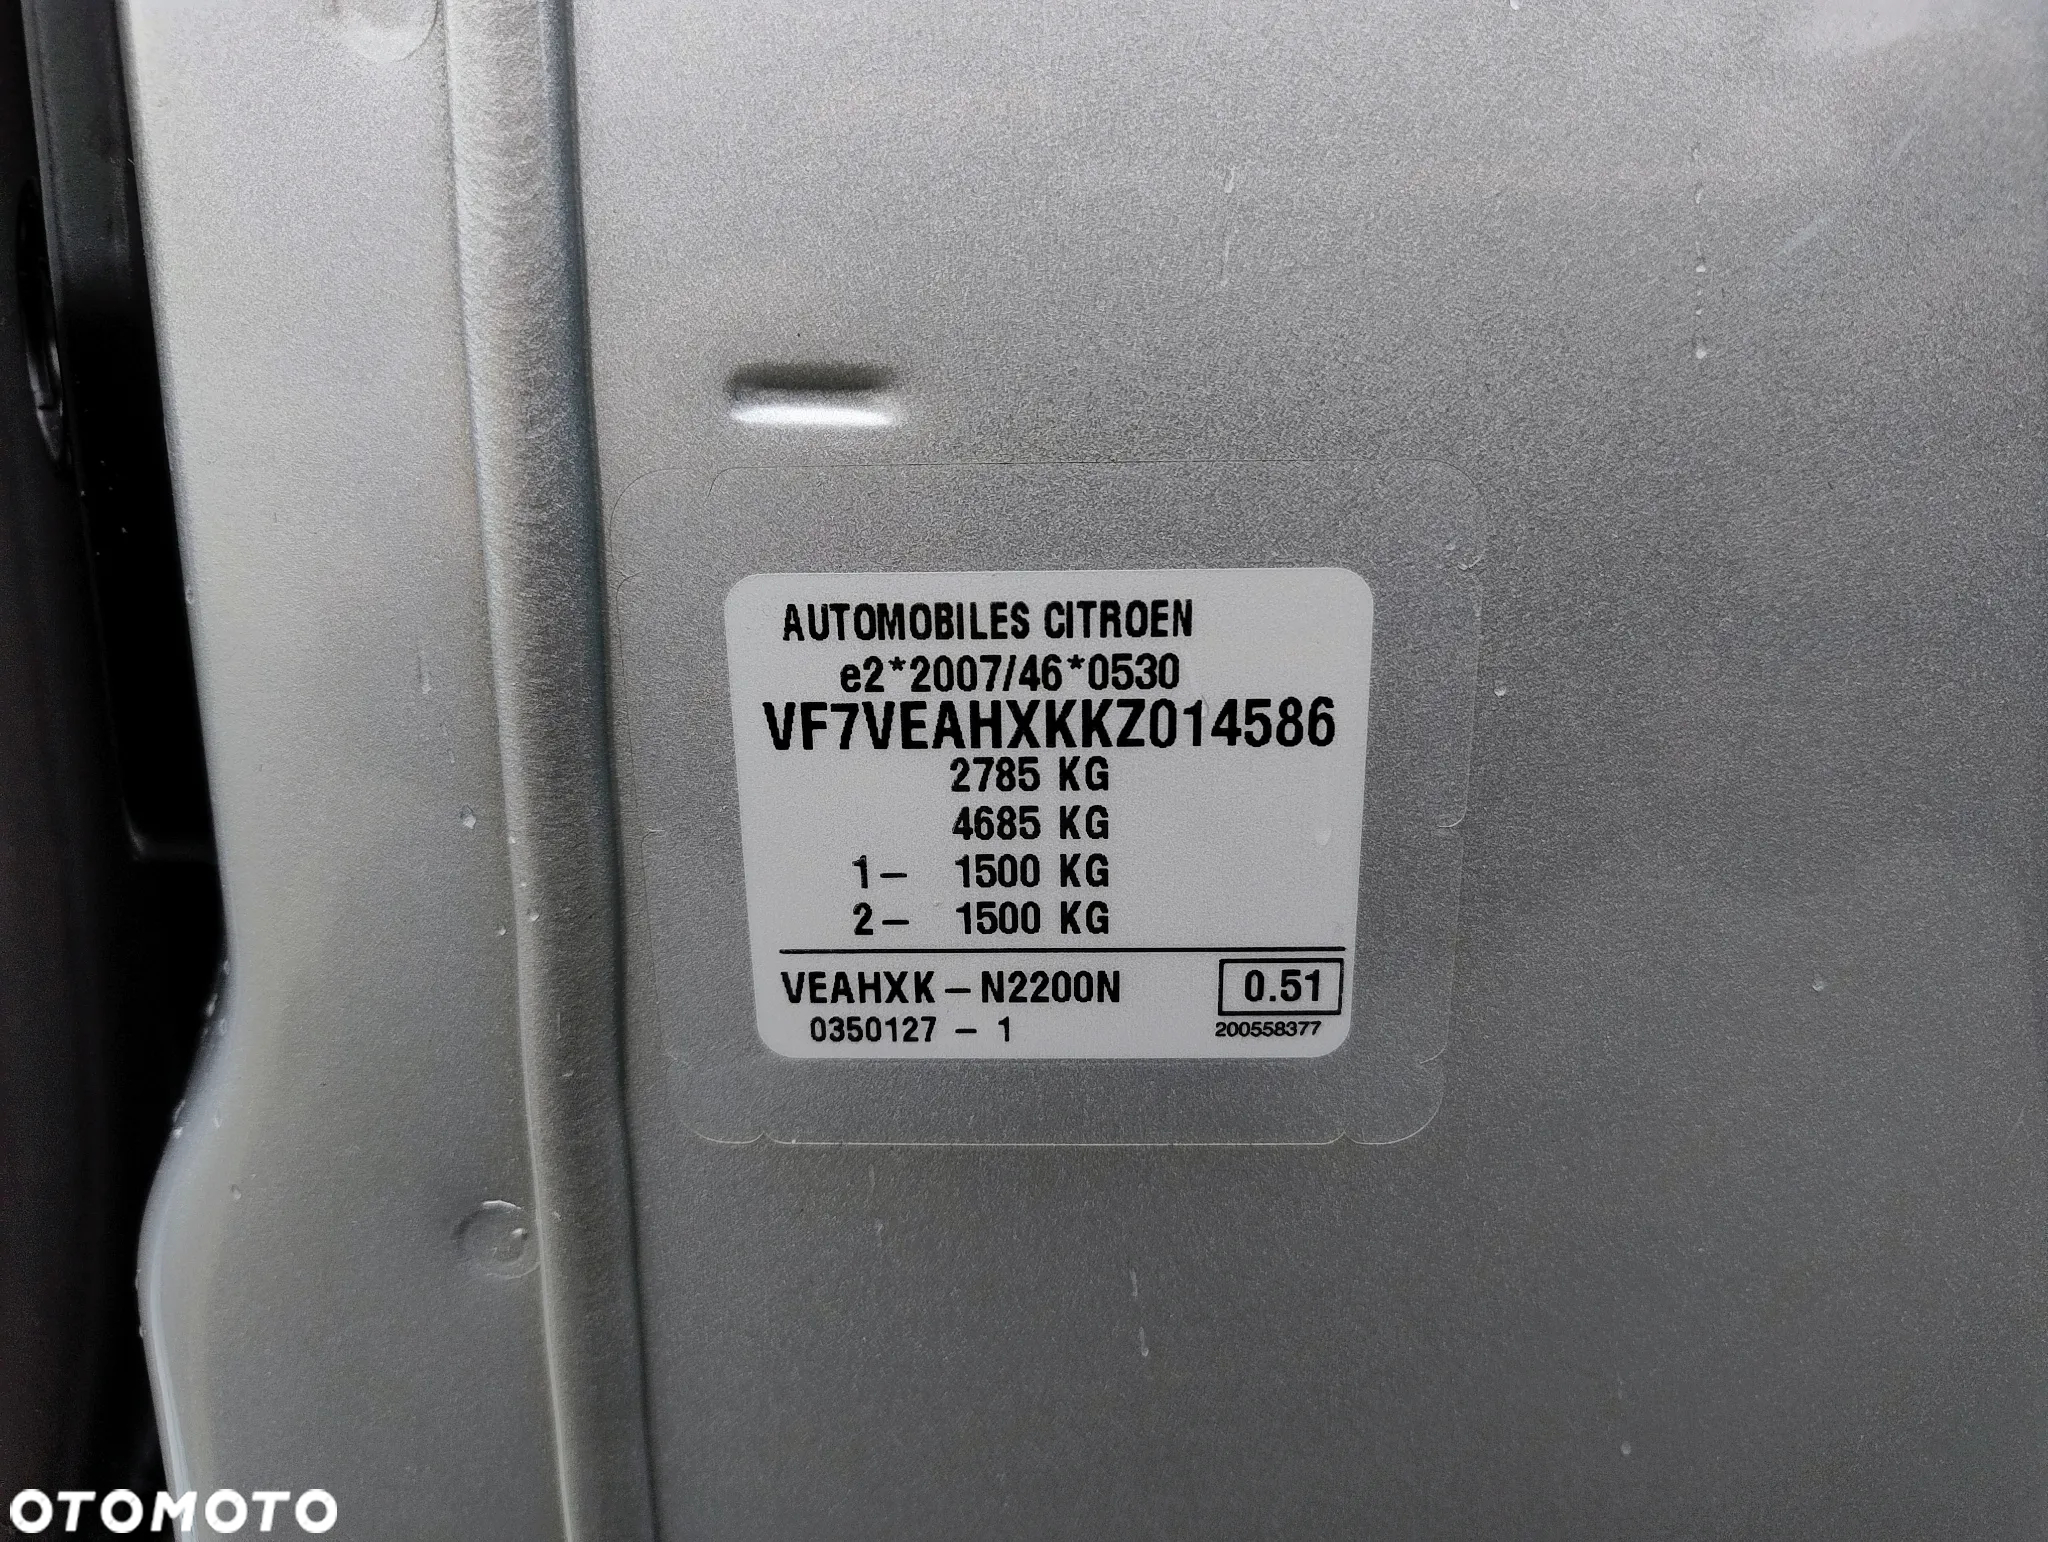 AUTOMOBILES CITROEN
e2*2007/46*0530
VF7VEAHXKKZ014586
2785 KG
4685 KG
1- 1500 KG
2- 1500 KG
VEAHXK-N2200N 0.51
0350127 - 1 200558377
OTOMOTO